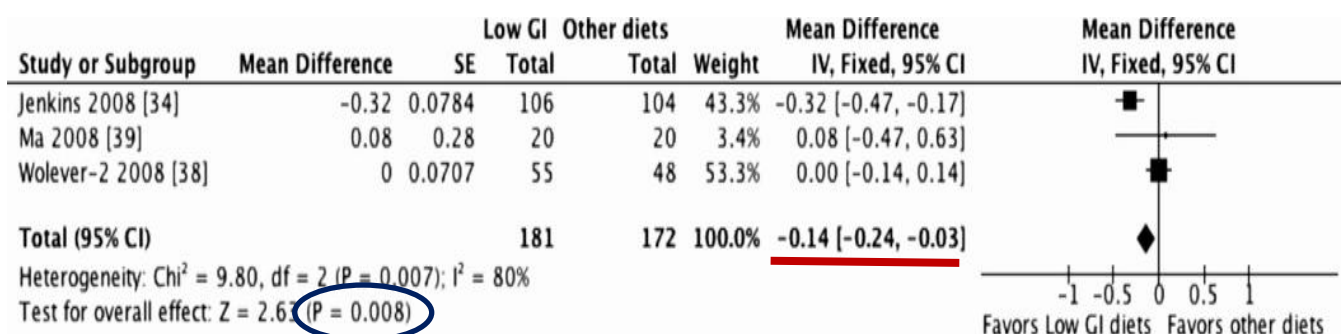 Low GI Other diets Mean Difference Mean Difference
Study or Subgroup Mean Difference SE Total Total Weight IV, Fixed, 95% CI IV, Fixed, 95% CI
Jenkins 2008 [34] -0.32 0.0784 106 104 43.3% -0.32 [-0.47, -0.17]
Ma 2008 [39] 0.08 0.28 20 20 3.4% 0.08 [-0.47, 0.63]
Wolever-2 2008 [38] 0 0.0707 55 48 53.3% 0.00 [-0.14, 0.14]
Total (95% CI) 181 172 100.0% -0.14 [-0.24, -0.03]
Heterogeneity: Chi² = 9.80, df = 2 (P = 0.007); I² = 80%
Test for overall effect: Z = 2.63 (P = 0.008)
-1 -0.5 0 0.5 1
Favors Low GI diets Favors other diets